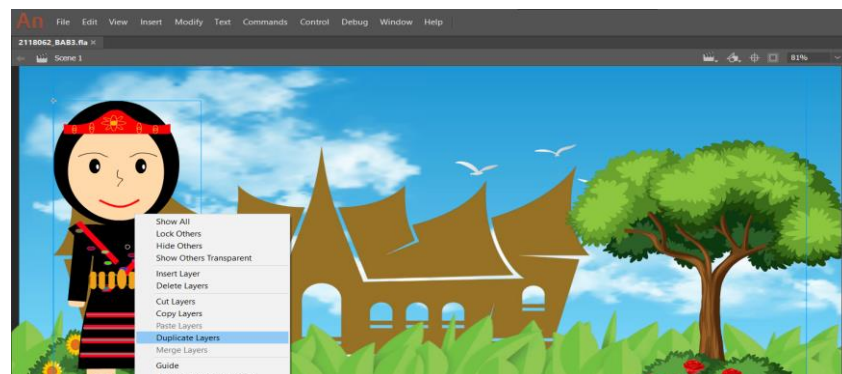 An File Edit View Insert Modify Text Commands Control Debug Window Help
2118062_BAB3.fla ×
Scene 1 81%
Show All
Lock Others
Hide Others
Show Others Transparent
Insert Layer
Delete Layers
Cut Layers
Copy Layers
Paste Layers
Duplicate Layers
Merge Layers
Guide